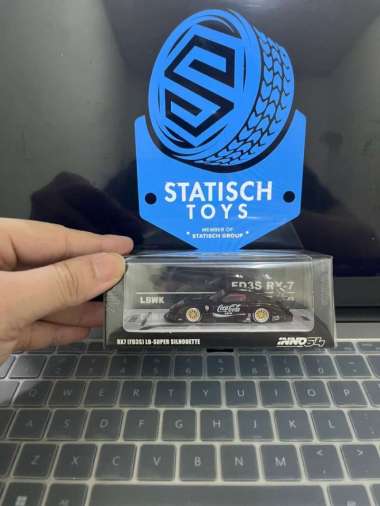 S
STATISCH
TOYS
MEMBER OF
STATISCH GROUP
FD3S RX-7
LBWK
Coca-Cola
RX7 (FD3S) LB-SUPER SILHOUETTE
INNO64
Q W E R T Y U I O P
A S D F G H J K L
Z X C V B N M